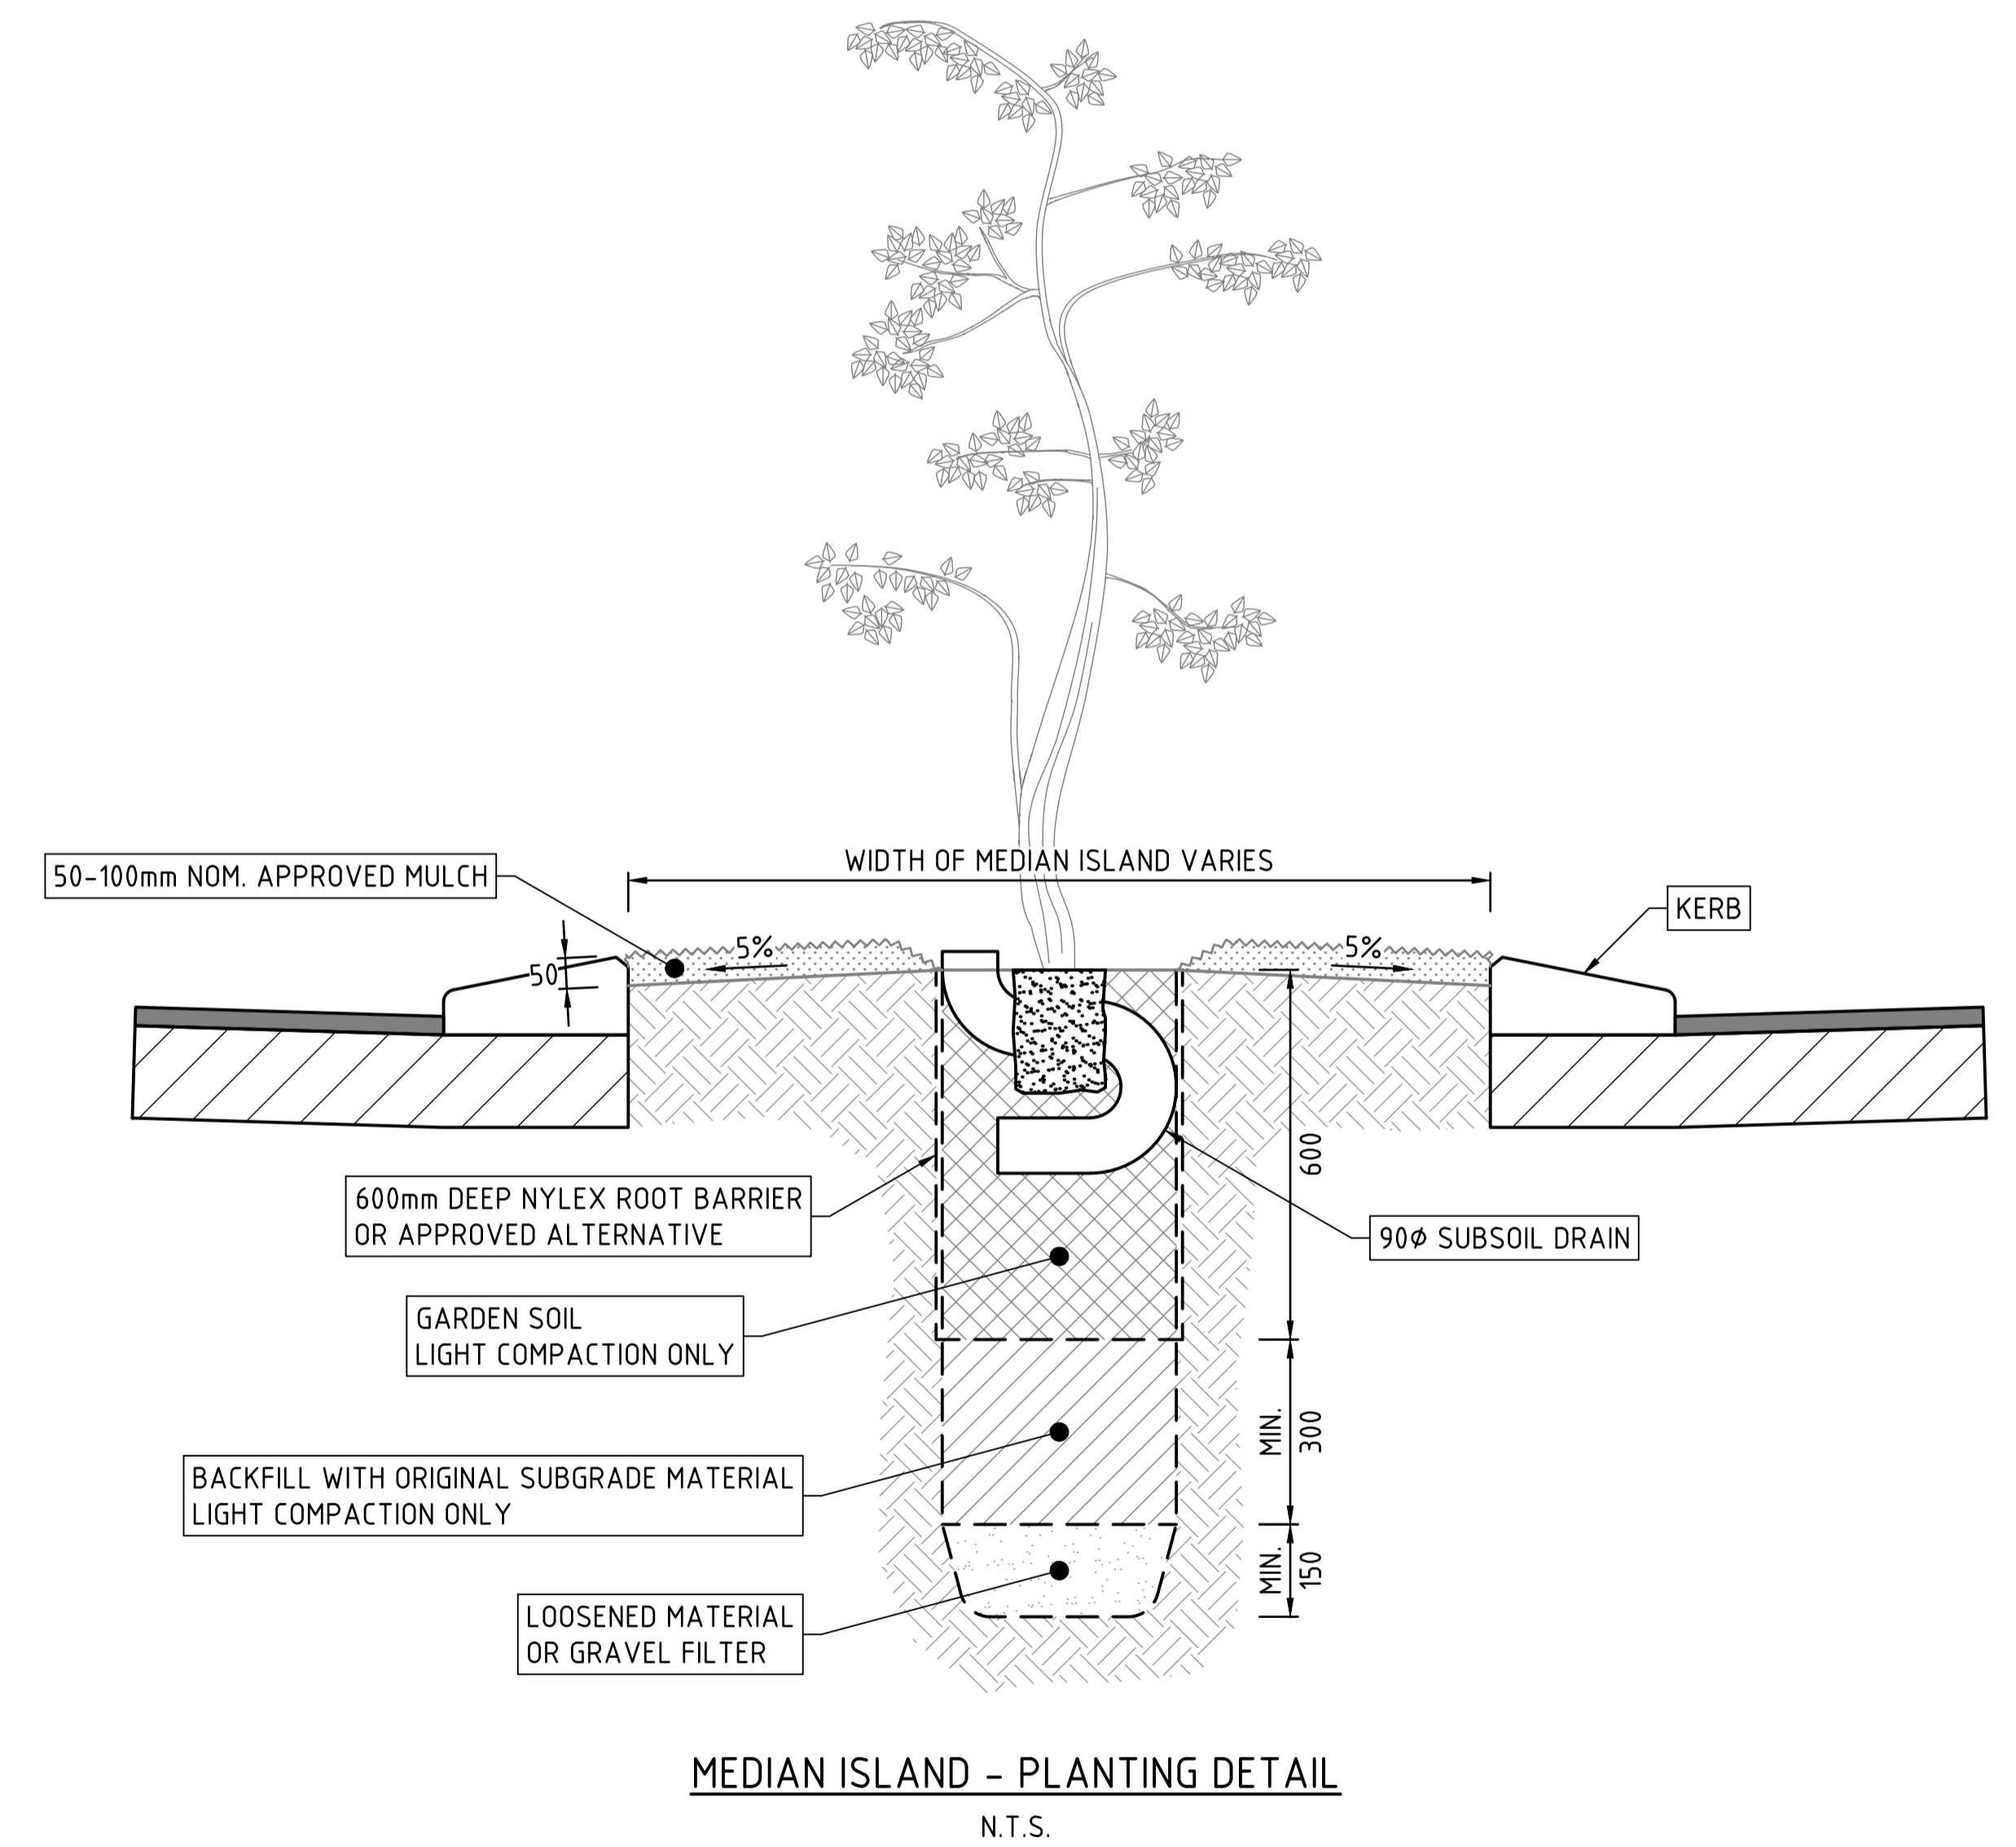 WIDTH OF MEDIAN ISLAND VARIES
50-100mm NOM. APPROVED MULCH
KERB
5%
5%
50
600
600mm DEEP NYLEX ROOT BARRIER
OR APPROVED ALTERNATIVE
90Ø SUBSOIL DRAIN
GARDEN SOIL
LIGHT COMPACTION ONLY
MIN.
300
BACKFILL WITH ORIGINAL SUBGRADE MATERIAL
LIGHT COMPACTION ONLY
MIN.
150
LOOSENED MATERIAL
OR GRAVEL FILTER
MEDIAN ISLAND - PLANTING DETAIL
N.T.S.